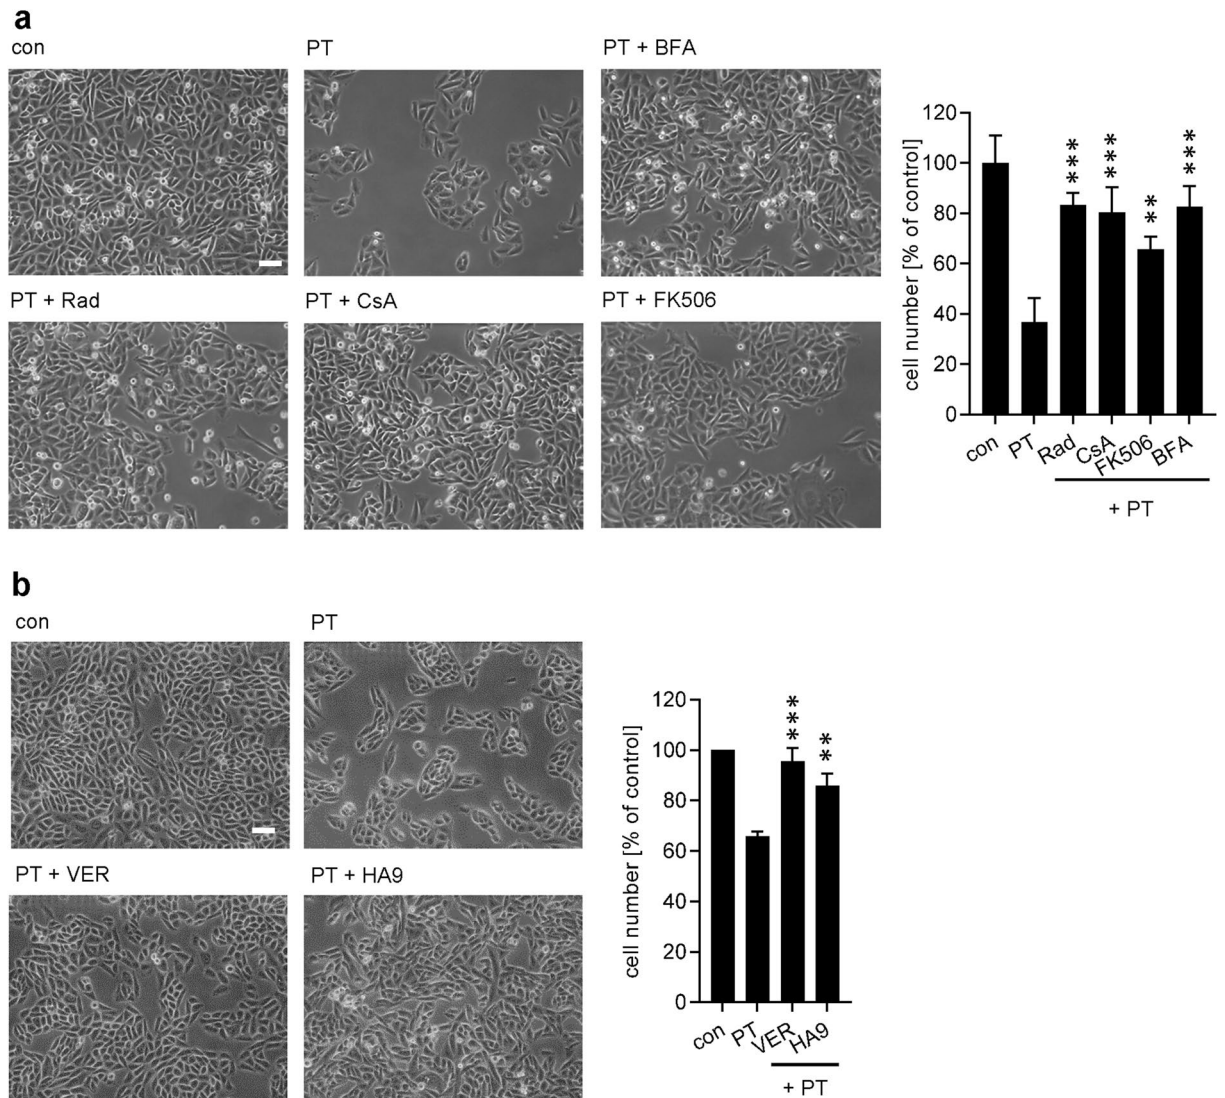 a
con
PT
PT + BFA
PT + Rad
PT + CsA
PT + FK506
cell number [% of control]
120
100
80
60
40
20
0
***
***
**
***
con
PT
Rad
CsA
FK506
BFA
+ PT
b
con
PT
PT + VER
PT + HA9
cell number [% of control]
120
100
80
60
40
20
0
***
**
con
PT
VER
HA9
+ PT